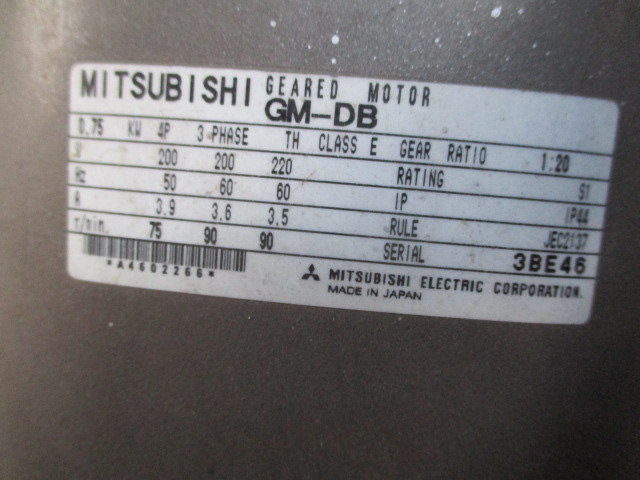 MITSUBISHI GEARED MOTOR
GM-DB
0.75 KW 4P 3 PHASE TH CLASS E GEAR RATIO 1:20
V 200 200 220 RATING S1
Hz 50 60 60 IP IP44
A 3.9 3.6 3.5 RULE JEC2137
r/min. 75 90 90 SERIAL 3BE46
*A4602266*
MITSUBISHI ELECTRIC CORPORATION.
MADE IN JAPAN